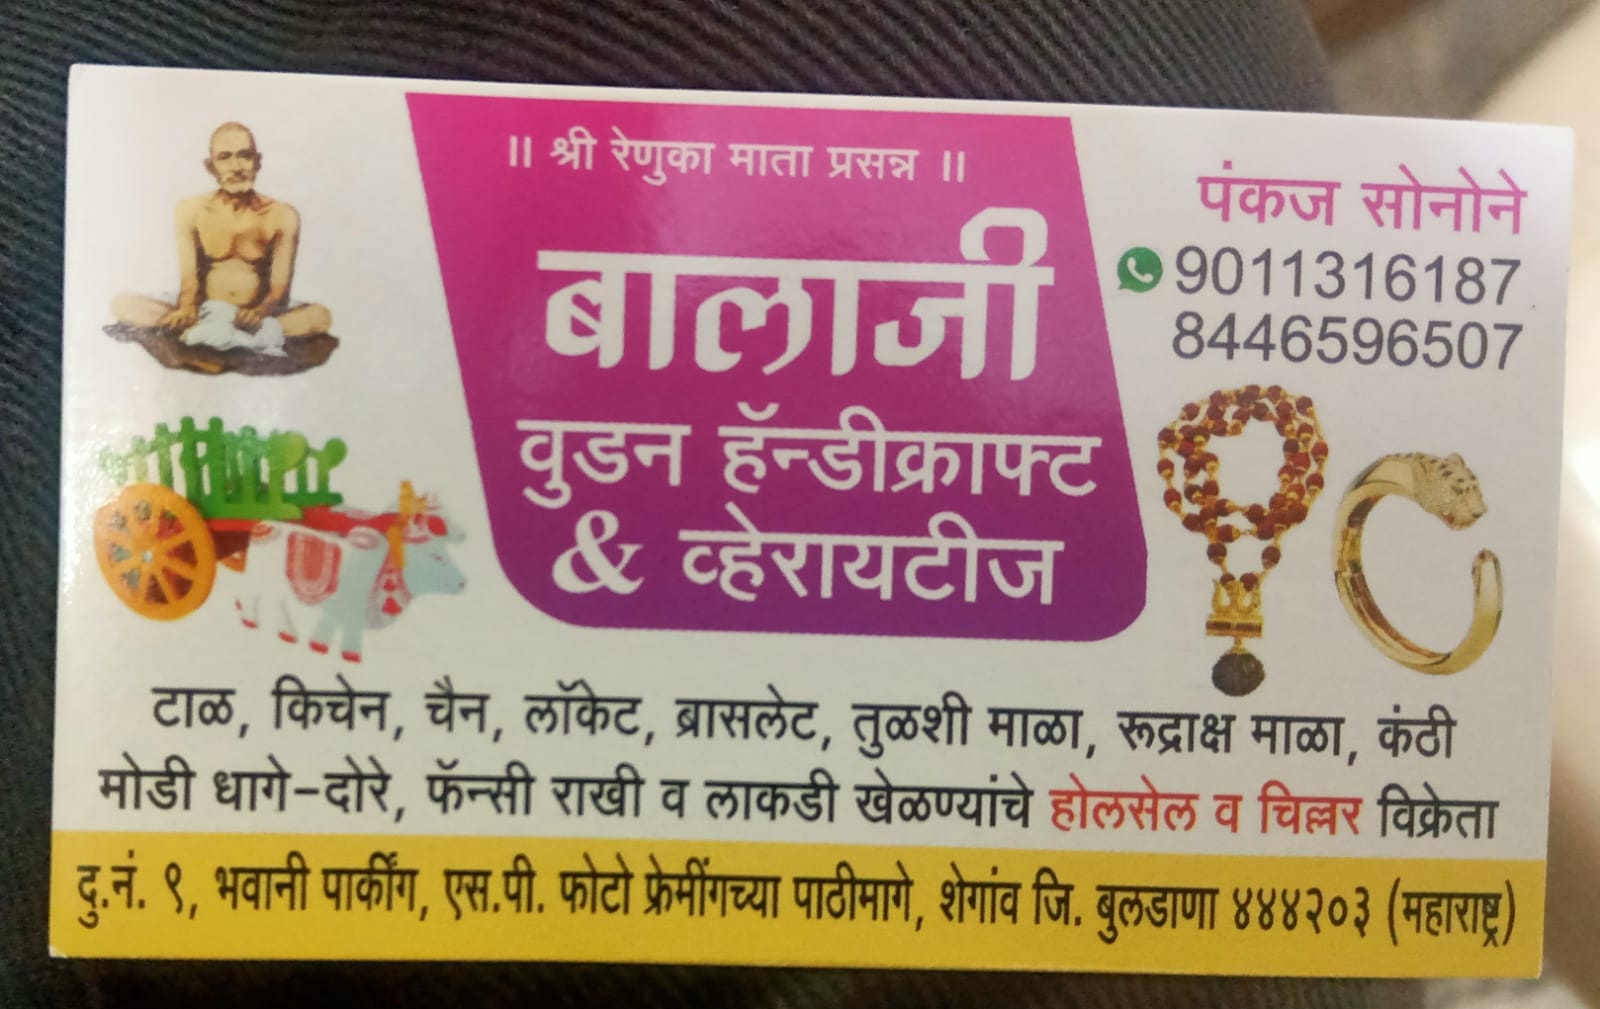 ॥ श्री रेणुका माता प्रसन्न ॥
बालाजी
वुडन हॅन्डीक्राफ्ट
& व्हेरायटीज
पंकज सोनोने
9011316187
8446596507
टाळ, किचेन, चैन, लॉकेट, ब्रासलेट, तुळशी माळा, रूद्राक्ष माळा, कंठी
मोडी धागे-दोरे, फॅन्सी राखी व लाकडी खेळण्यांचे होलसेल व चिल्लर विक्रेता
दु.नं. ९, भवानी पार्कींग, एस.पी. फोटो फ्रेमींगच्या पाठीमागे, शेगांव जि. बुलडाणा ४४४२०३ (महाराष्ट्र)